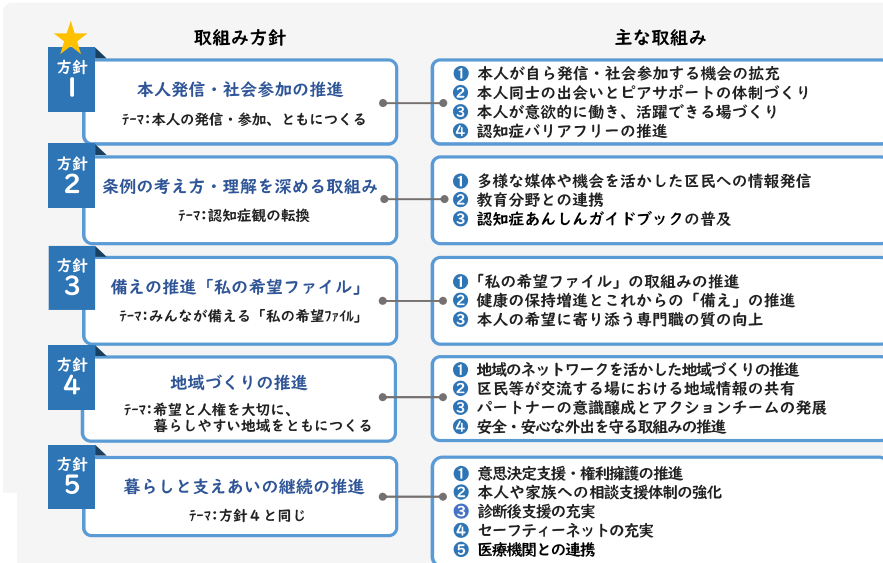 取組み方針
主な取組み
方針
1
本人発信・社会参加の推進
ﾃｰﾏ:本人の発信・参加、ともにつくる
❶ 本人が自ら発信・社会参加する機会の拡充
❷ 本人同士の出会いとピアサポートの体制づくり
❸ 本人が意欲的に働き、活躍できる場づくり
❹ 認知症バリアフリーの推進
方針
2
条例の考え方・理解を深める取組み
ﾃｰﾏ:認知症観の転換
❶ 多様な媒体や機会を活かした区民への情報発信
❷ 教育分野との連携
❸ 認知症あんしんガイドブックの普及
方針
3
備えの推進「私の希望ファイル」
ﾃｰﾏ:みんなが備える「私の希望ﾌｧｲﾙ」
❶「私の希望ファイル」の取組みの推進
❷ 健康の保持増進とこれからの「備え」の推進
❸ 本人の希望に寄り添う専門職の質の向上
方針
4
地域づくりの推進
ﾃｰﾏ:希望と人権を大切に、
暮らしやすい地域をともにつくる
❶ 地域のネットワークを活かした地域づくりの推進
❷ 区民等が交流する場における地域情報の共有
❸ パートナーの意識醸成とアクションチームの発展
❹ 安全・安心な外出を守る取組みの推進
方針
5
暮らしと支えあいの継続の推進
ﾃｰﾏ:方針４と同じ
❶ 意思決定支援・権利擁護の推進
❷ 本人や家族への相談支援体制の強化
❸ 診断後支援の充実
❹ セーフティーネットの充実
❺ 医療機関との連携